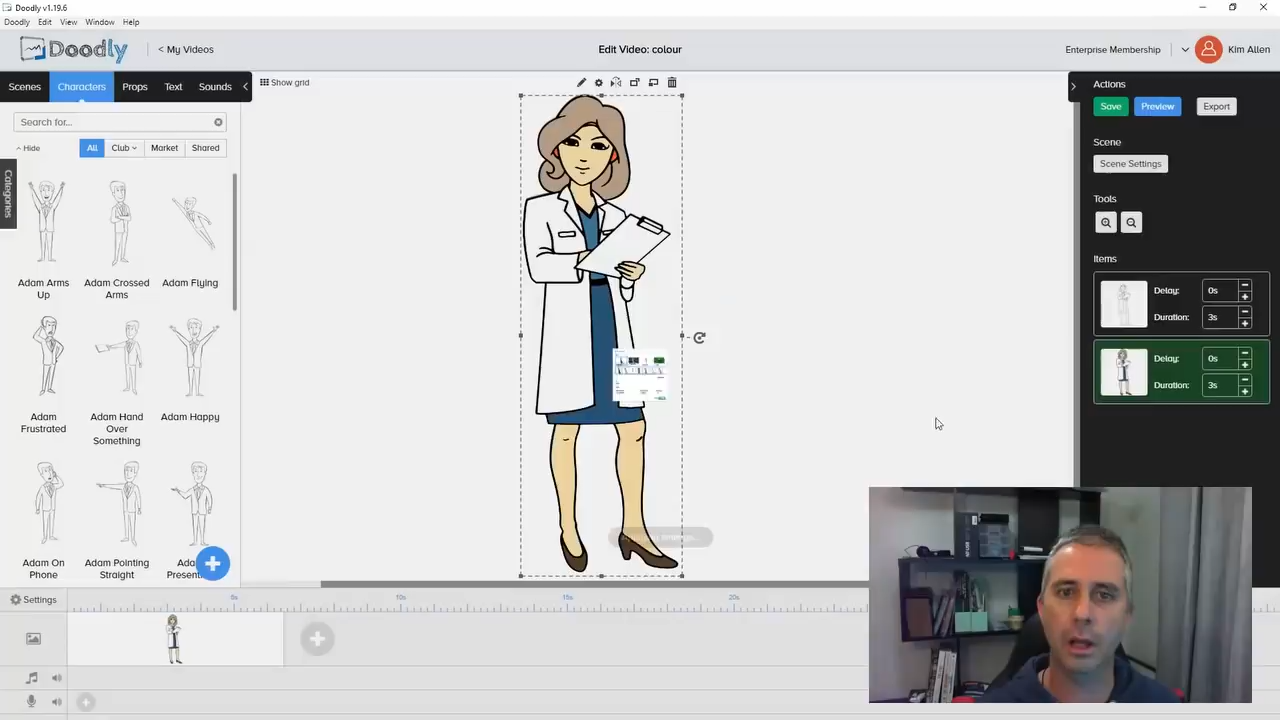 Doodly v1.19.6
Doodly Edit View Window Help
Doodly
< My Videos
Edit Video: colour
Enterprise Membership
Kim Allen
Scenes Characters Props Text Sounds
Show grid
Search for...
Hide
All Club Market Shared
Categories
Adam Arms Up
Adam Crossed Arms
Adam Flying
Adam Frustrated
Adam Hand Over Something
Adam Happy
Adam On Phone
Adam Pointing Straight
Actions
Save Preview Export
Scene
Scene Settings
Tools
Items
Delay: 0s
Duration: 3s
Delay: 0s
Duration: 3s
Settings
5s 10s 15s 20s